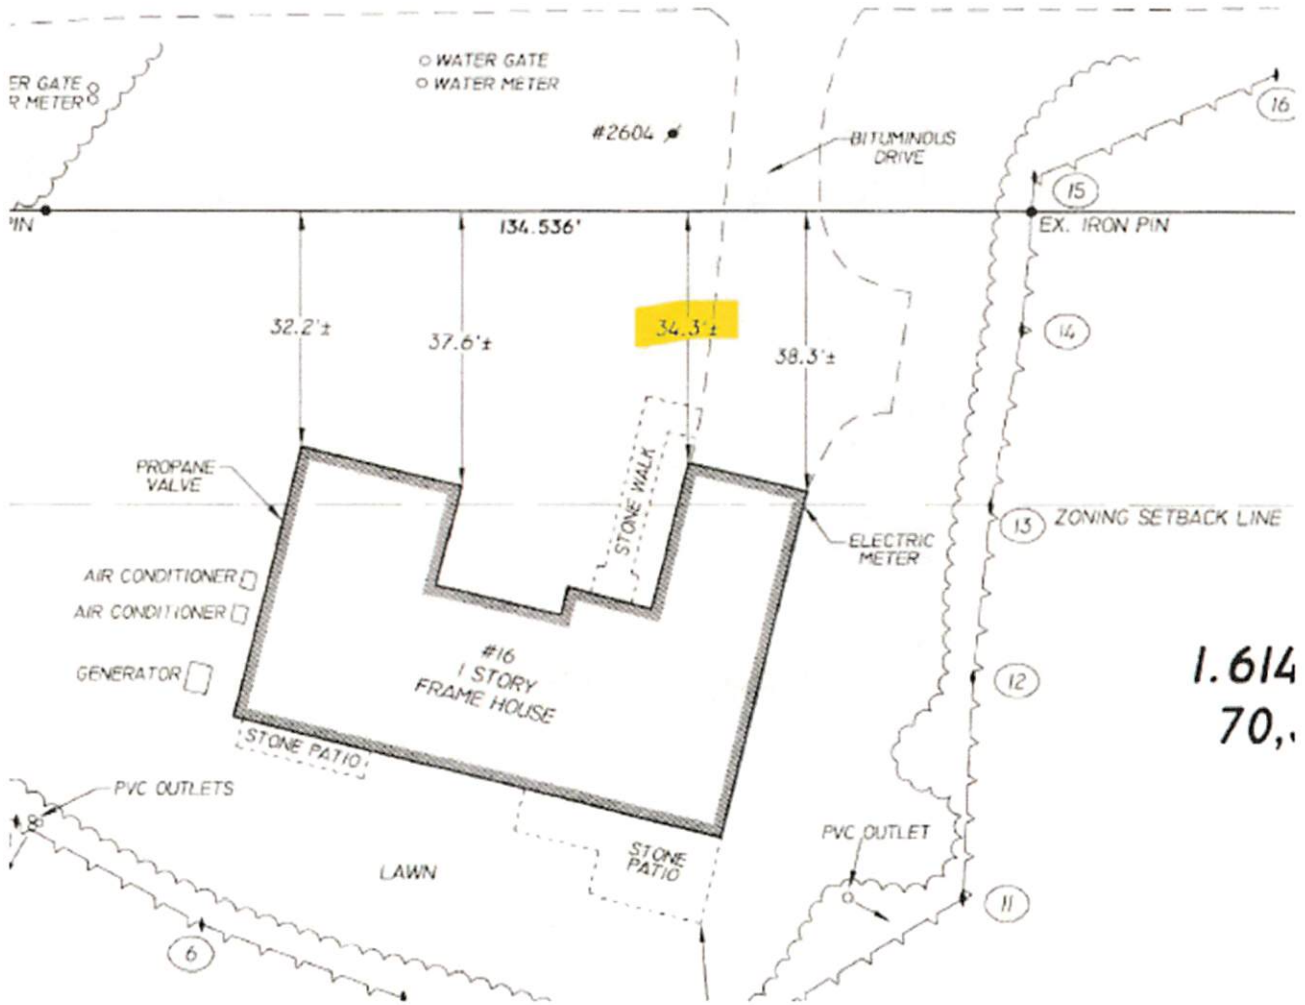 WATER GATE
WATER METER
ER GATE
R METER
#2604
BITUMINOUS
DRIVE
16
15
PIN
134.536'
EX. IRON PIN
32.2'±
37.6'±
34.3'±
38.3'±
14
PROPANE
VALVE
STONE WALK
13
ZONING SETBACK LINE
ELECTRIC
METER
AIR CONDITIONER
AIR CONDITIONER
GENERATOR
#16
1 STORY
FRAME HOUSE
12
1.614
70,
STONE PATIO
PVC OUTLETS
PVC OUTLET
STONE
PATIO
LAWN
11
6